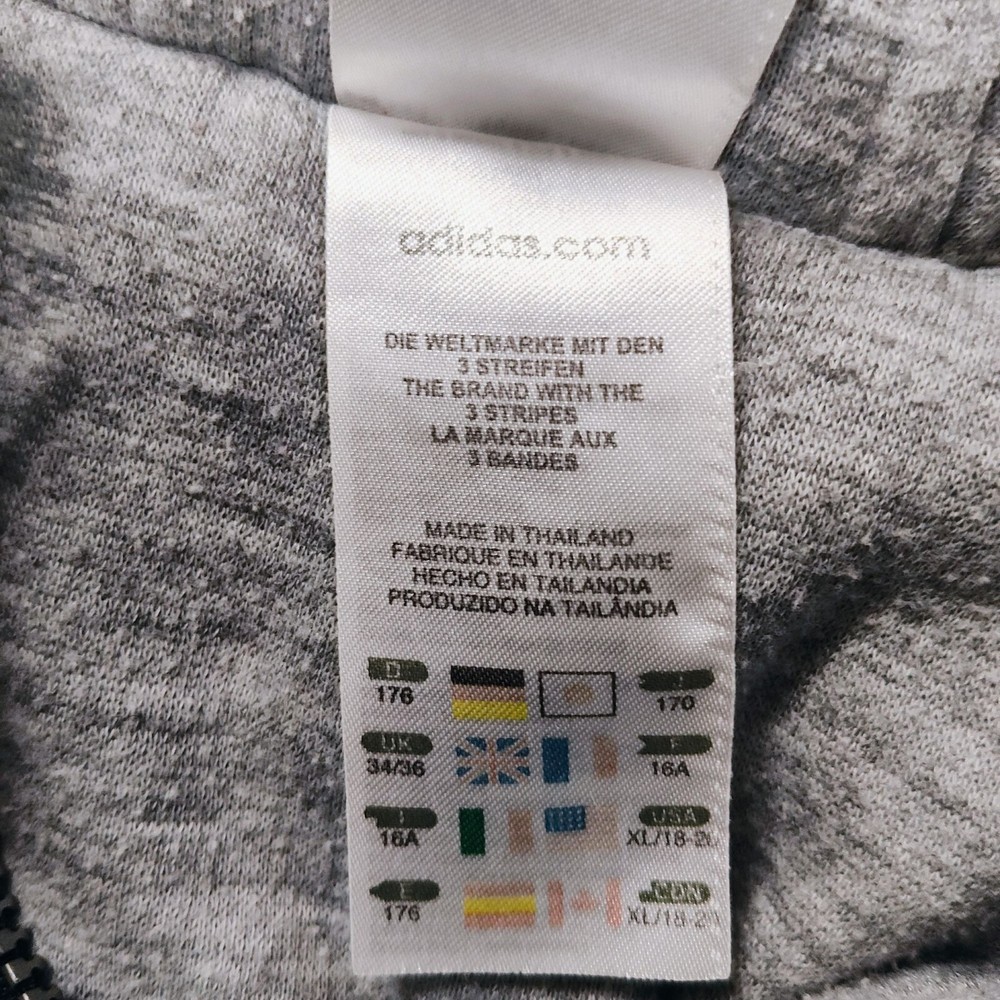 adidas.com
DIE WELTMARKE MIT DEN
3 STREIFEN
THE BRAND WITH THE
3 STRIPES
LA MARQUE AUX
3 BANDES
MADE IN THAILAND
FABRIQUE EN THAILANDE
HECHO EN TAILANDIA
PRODUZIDO NA TAILÂNDIA
D J
176 170
UK F
34/36 16A
I USA
16A XL/18-20
E CDN
176 XL/18-20